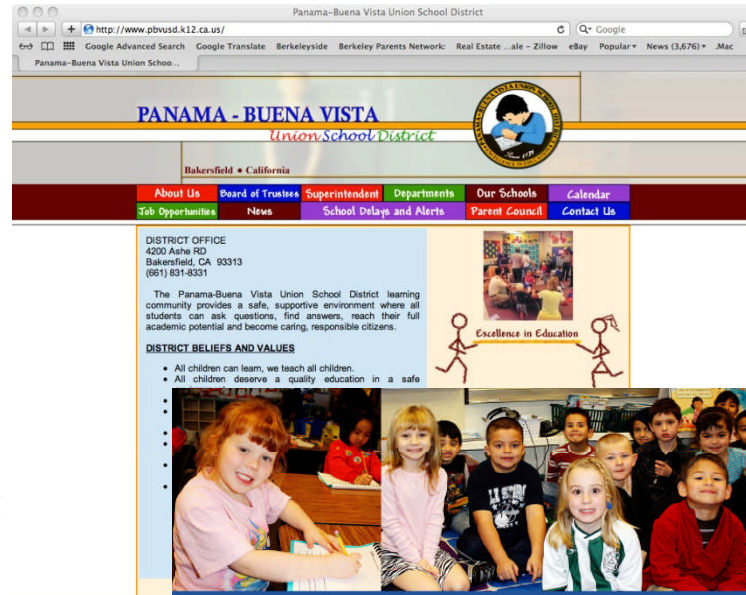 Panama-Buena Vista Union School District
http://www.pbvusd.k12.ca.us/
Google
Google Advanced Search Google Translate Berkeleyside Berkeley Parents Network: Real Estate ...ale – Zillow eBay Popular News (3,676) .Mac
Panama-Buena Vista Union Schoo...
PANAMA - BUENA VISTA
Union School District
Bakersfield • California
About Us Board of Trustees Superintendent Departments Our Schools Calendar
Job Opportunities News School Delays and Alerts Parent Council Contact Us
DISTRICT OFFICE
4200 Ashe RD
Bakersfield, CA 93313
(661) 831-8331
The Panama-Buena Vista Union School District learning
community provides a safe, supportive environment where all
students can ask questions, find answers, reach their full
academic potential and become caring, responsible citizens.
DISTRICT BELIEFS AND VALUES
• All children can learn, we teach all children.
• All children deserve a quality education in a safe
Excellence in Education